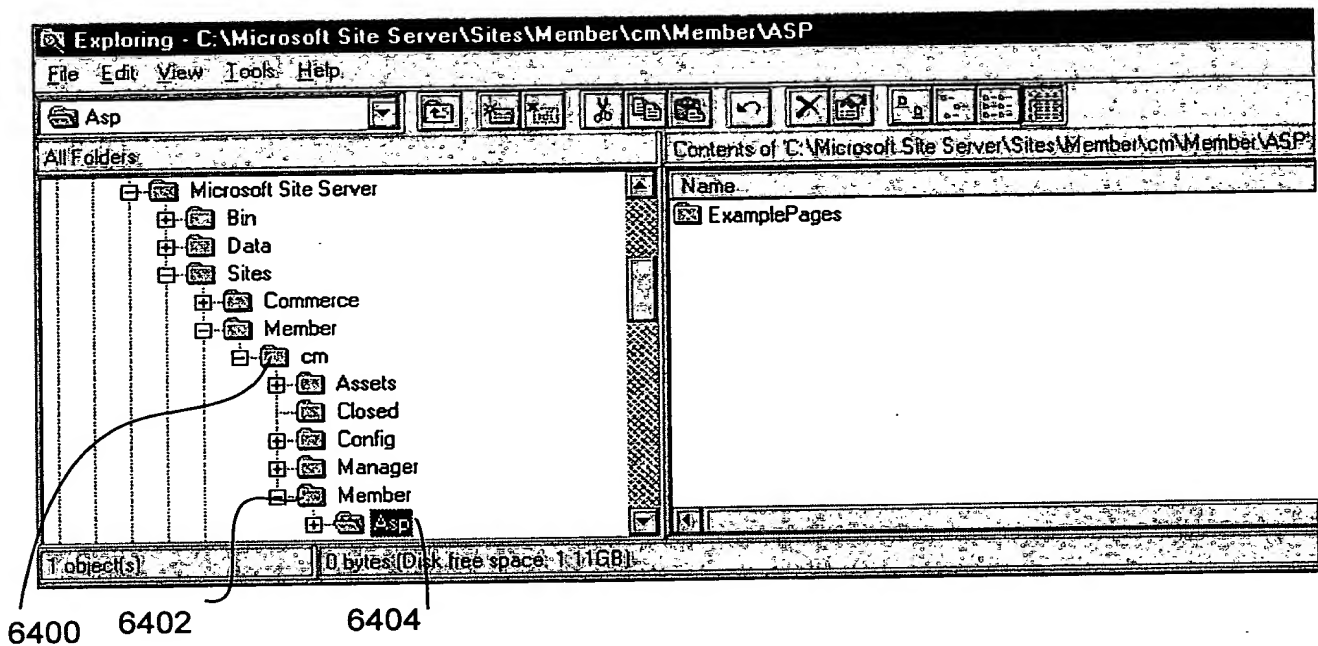 Exploring - C:\Microsoft Site Server\Sites\Member\cm\Member\ASP
File Edit View Tools Help
Asp
All Folders
Contents of 'C:\Microsoft Site Server\Sites\Member\cm\Member\ASP'
Name
Microsoft Site Server
Bin
Data
Sites
Commerce
Member
cm
Assets
Closed
Config
Manager
Member
Asp
ExamplePages
1 object(s)
0 bytes (Disk free space: 1.11GB)
6400 6402 6404